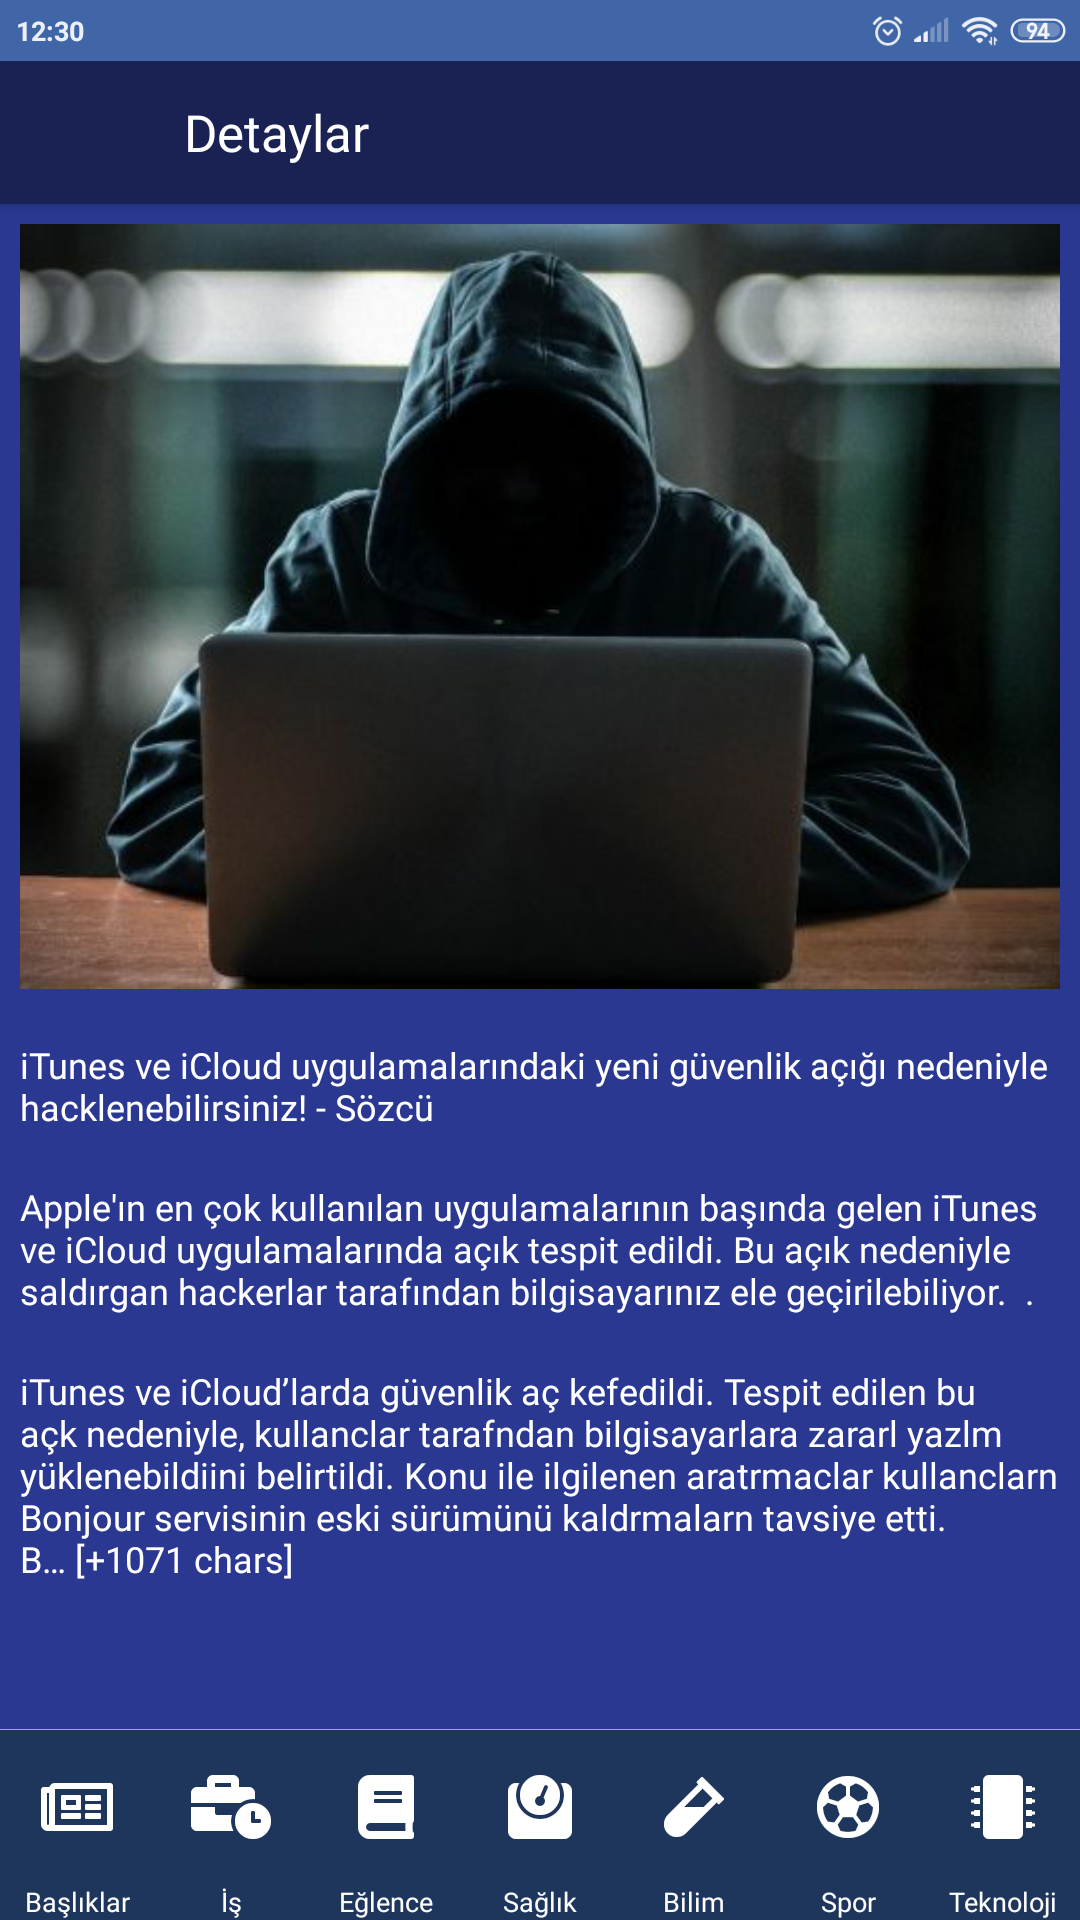 12:30
94
Detaylar
iTunes ve iCloud uygulamalarındaki yeni güvenlik açığı nedeniyle
hacklenebilirsiniz! - Sözcü
Apple'ın en çok kullanılan uygulamalarının başında gelen iTunes
ve iCloud uygulamalarında açık tespit edildi. Bu açık nedeniyle
saldırgan hackerlar tarafından bilgisayarınız ele geçirilebiliyor.  .
iTunes ve iCloud’larda güvenlik aç kefedildi. Tespit edilen bu
açk nedeniyle, kullanclar tarafndan bilgisayarlara zararl yazlm
yüklenebildiini belirtildi. Konu ile ilgilenen aratrmaclar kullanclarn
Bonjour servisinin eski sürümünü kaldrmalarn tavsiye etti.
B… [+1071 chars]
Başlıklar İş Eğlence Sağlık Bilim Spor Teknoloji